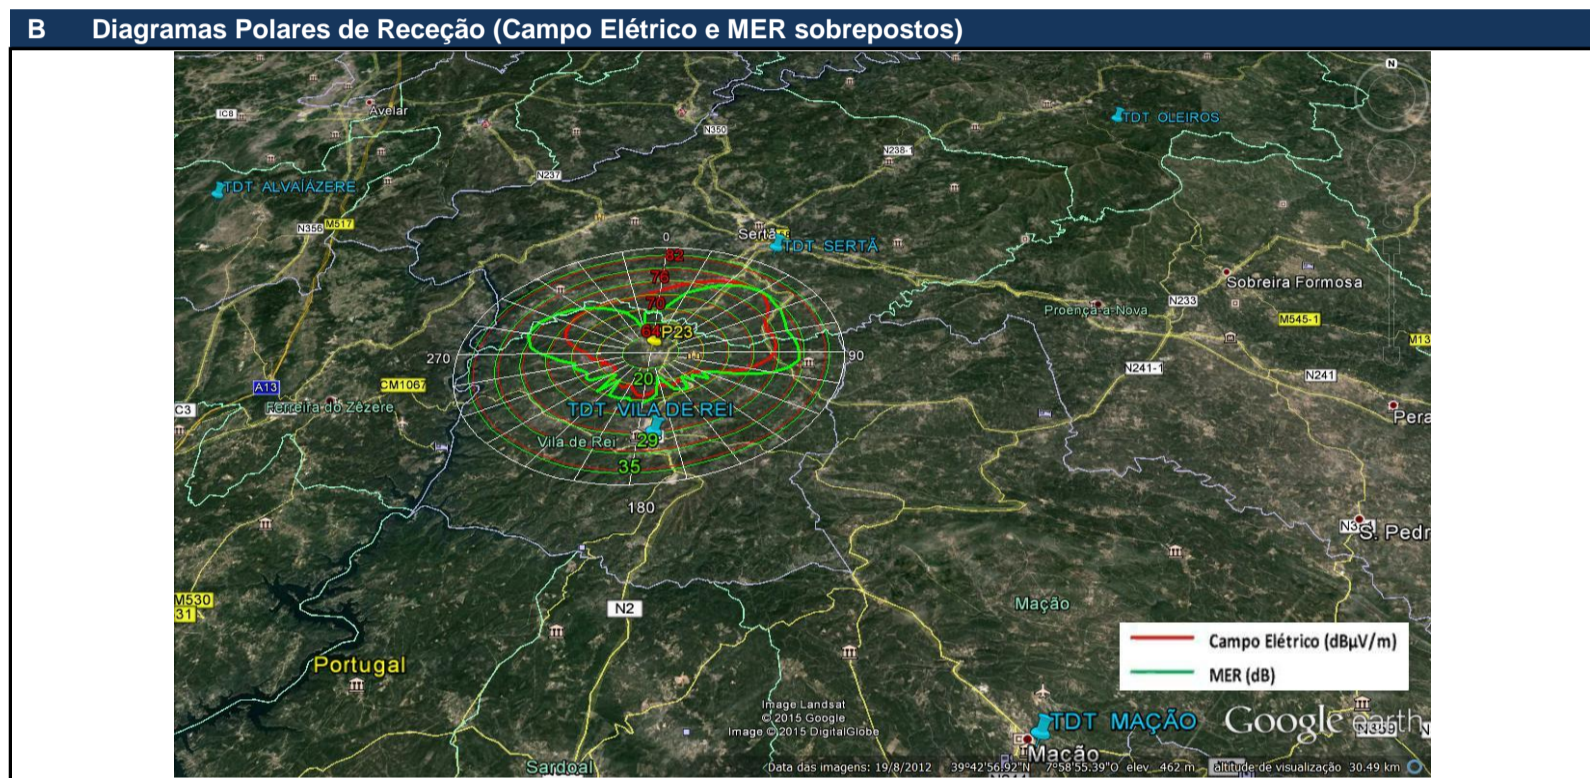 B Diagramas Polares de Receção (Campo Elétrico e MER sobrepostos)
N
Avelar
IC8
TDT OLEIROS
N350
N238-1
N237
TDT ALVAIÁZERE
N356
M517
0
Sertã
TDT SERTÃ
82
76
70
64
P23
Sobreira Formosa
Proença-a-Nova
N233
M545-1
M13
270
90
N241-1
N241
A13
CM1067
20
C3
Ferreira do Zêzere
TDT VILA DE REI
Pera
Vila de Rei
29
35
180
S. Pedr
M530
31
N2
Mação
Campo Elétrico (dBµV/m)
MER (dB)
Portugal
Image Landsat
© 2015 Google
Image © 2015 DigitalGlobe
TDT MAÇÃO
Google earth
Mação
Sardoal
Data das imagens: 19/8/2012 39°42'56.92"N 7°58'55.39"O elev 462 m altitude de visualização 30.49 km